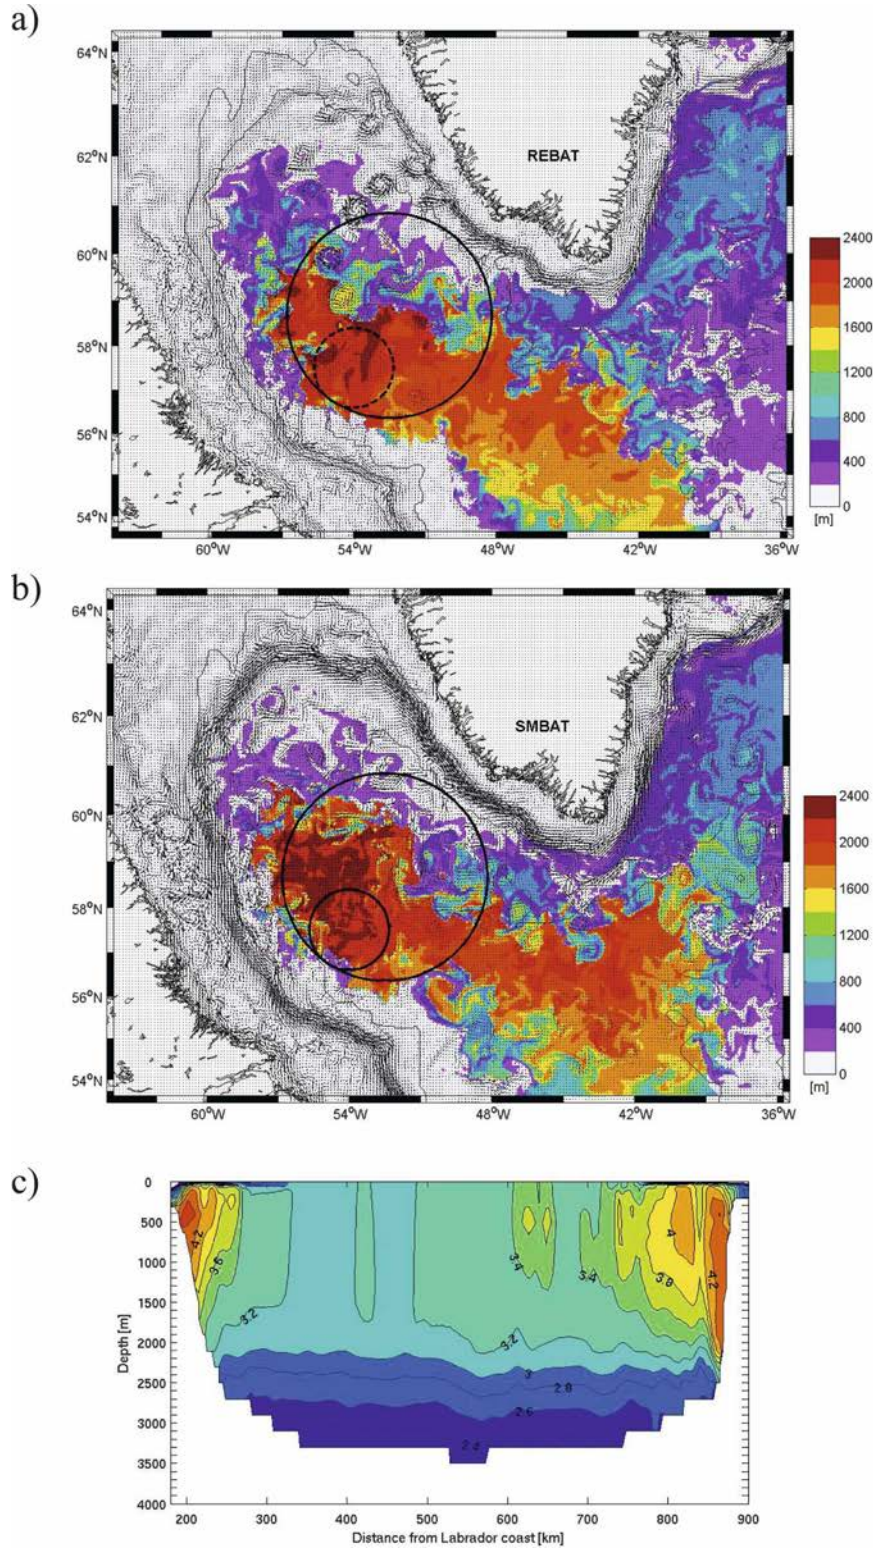 a)
64°N
62°N
60°N
58°N
56°N
54°N
REBAT
2400
2000
1600
1200
800
400
0
[m]
60°W 54°W 48°W 42°W 36°W
b)
64°N
62°N
60°N
58°N
56°N
54°N
SMBAT
2400
2000
1600
1200
800
400
0
[m]
60°W 54°W 48°W 42°W 36°W
c)
0
500
1000
1500
2000
2500
3000
3500
4000
Depth [m]
4.2
3.6
3.2
3.4
3.4
4
3.8
4.2
3.2
3
2.8
2.6
2.4
200 300 400 500 600 700 800 900
Distance from Labrador coast [km]